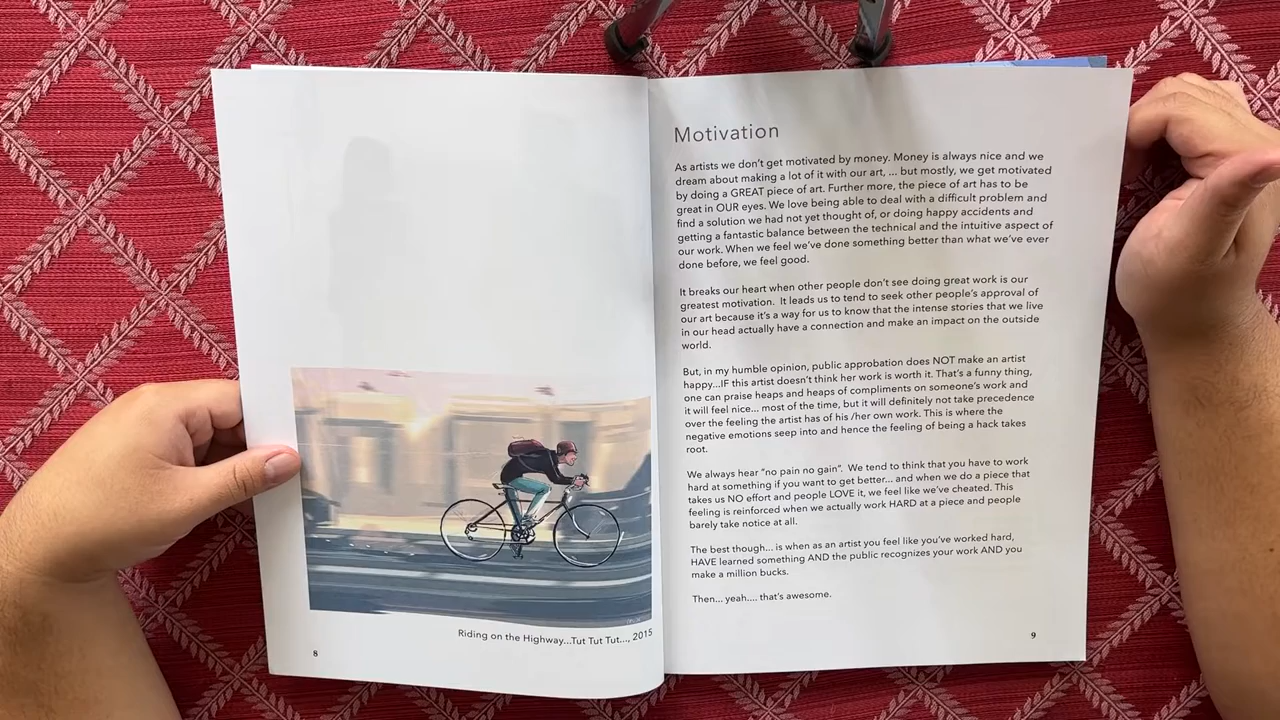 Riding on the Highway...Tut Tut Tut..., 2015
8
Motivation
As artists we don't get motivated by money. Money is always nice and we
dream about making a lot of it with our art, ... but mostly, we get motivated
by doing a GREAT piece of art. Further more, the piece of art has to be
great in OUR eyes. We love being able to deal with a difficult problem and
find a solution we had not yet thought of, or doing happy accidents and
getting a fantastic balance between the technical and the intuitive aspect of
our work. When we feel we've done something better than what we've ever
done before, we feel good.
It breaks our heart when other people don't see doing great work is our
greatest motivation. It leads us to tend to seek other people's approval of
our art because it's a way for us to know that the intense stories that we live
in our head actually have a connection and make an impact on the outside
world.
But, in my humble opinion, public approbation does NOT make an artist
happy...IF this artist doesn't think her work is worth it. That's a funny thing,
one can praise heaps and heaps of compliments on someone's work and
it will feel nice... most of the time, but it will definitely not take precedence
over the feeling the artist has of his /her own work. This is where the
negative emotions seep into and hence the feeling of being a hack takes
root.
We always hear "no pain no gain". We tend to think that you have to work
hard at something if you want to get better... and when we do a piece that
takes us NO effort and people LOVE it, we feel like we've cheated. This
feeling is reinforced when we actually work HARD at a piece and people
barely take notice at all.
The best though... is when as an artist you feel like you've worked hard,
HAVE learned something AND the public recognizes your work AND you
make a million bucks.
Then... yeah.... that's awesome.
9